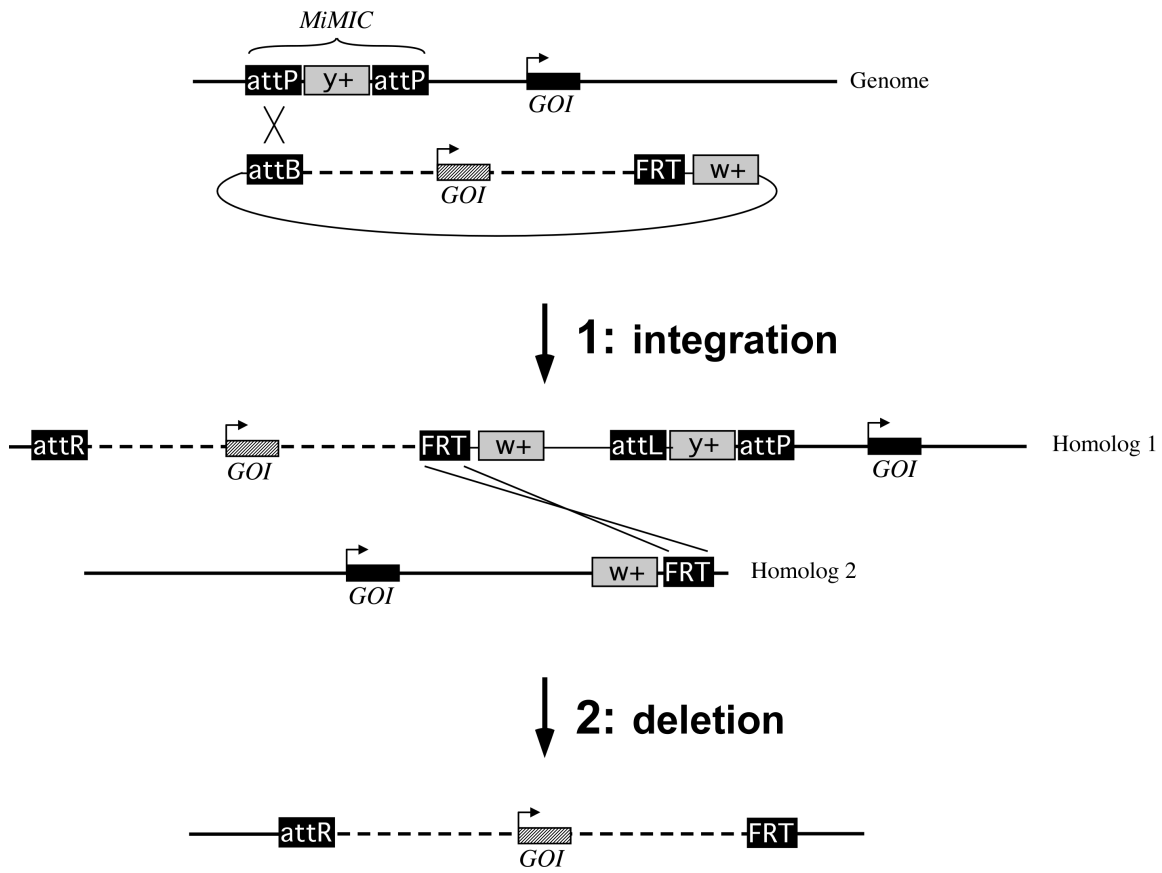 MiMIC
attP y+ attP Genome
GOI
attB FRT w+
GOI
1: integration
attR FRT w+ attL y+ attP Homolog 1
GOI GOI
w+ FRT Homolog 2
GOI
2: deletion
attR FRT
GOI